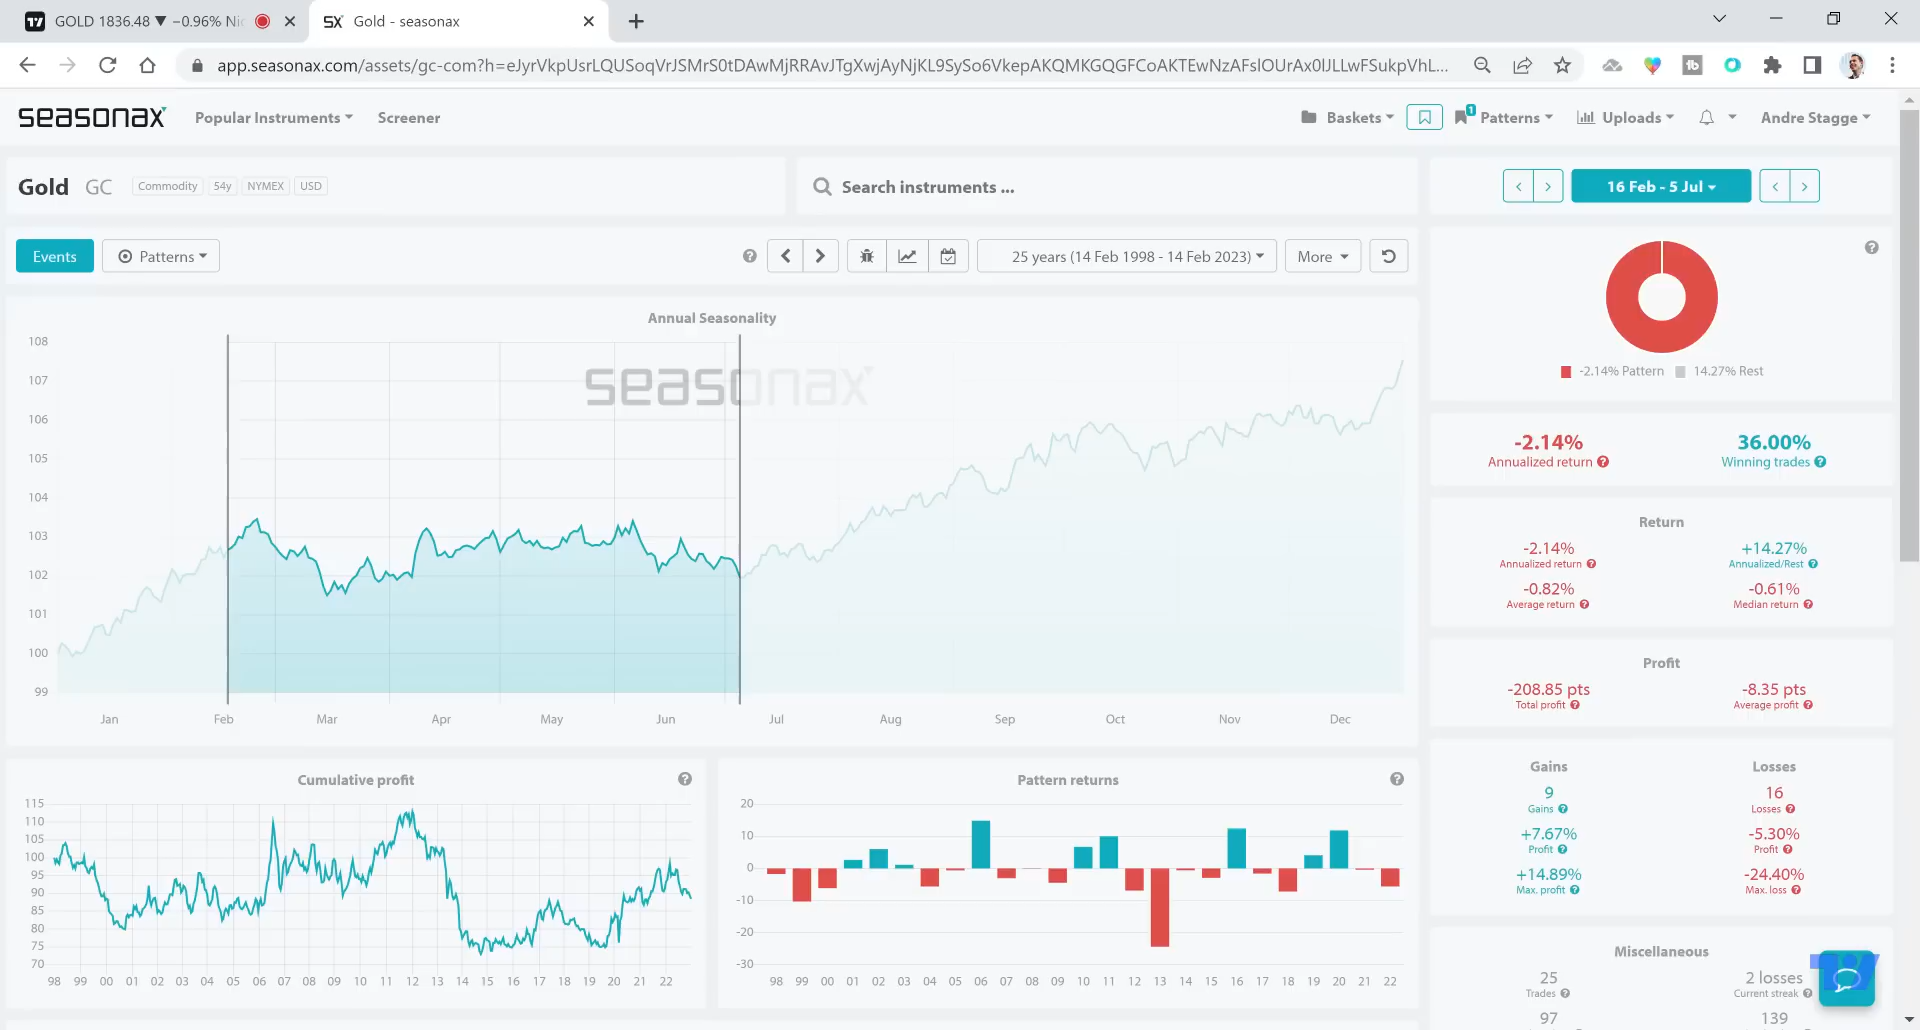 GOLD 1836.48 ▼ −0.96% Ni
Gold - seasonax
app.seasonax.com/assets/gc-com?h=eJyrVkpUsrLQUSoqVrJSMrS0tDAwMjRRAvJTgXwjAyNjKL9SySo6VkepAKQMKGQGFCoAKTEwNzAFslOUrAx0lJLLwFSukpVhL...
seasonax
Popular Instruments
Screener
Baskets
1
Patterns
Uploads
Andre Stagge
Gold GC
Commodity
54y
NYMEX
USD
Search instruments ...
16 Feb - 5 Jul
Events
Patterns
25 years (14 Feb 1998 - 14 Feb 2023)
More
Annual Seasonality
seasonax
108
107
106
105
104
103
102
101
100
99
Jan Feb Mar Apr May Jun Jul Aug Sep Oct Nov Dec
-2.14% Pattern 14.27% Rest
-2.14% 36.00%
Annualized return Winning trades
Return
-2.14% +14.27%
Annualized return Annualized/Rest
-0.82% -0.61%
Average return Median return
Profit
-208.85 pts -8.35 pts
Total profit Average profit
Gains Losses
9 16
Gains Losses
+7.67% -5.30%
Profit Profit
+14.89% -24.40%
Max. profit Max. loss
Miscellaneous
25 2 losses
Trades Current streak
97 139
Cumulative profit
115
110
105
100
95
90
85
80
75
70
98 99 00 01 02 03 04 05 06 07 08 09 10 11 12 13 14 15 16 17 18 19 20 21 22
Pattern returns
20
10
0
-10
-20
-30
98 99 00 01 02 03 04 05 06 07 08 09 10 11 12 13 14 15 16 17 18 19 20 21 22